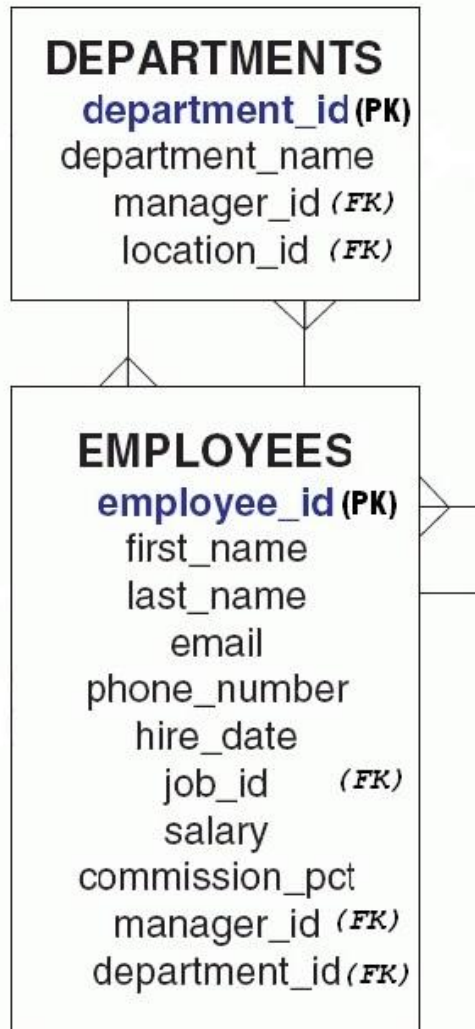 DEPARTMENTS
department_id (PK)
department_name
manager_id (FK)
location_id (FK)
EMPLOYEES
employee_id (PK)
first_name
last_name
email
phone_number
hire_date
job_id (FK)
salary
commission_pct
manager_id (FK)
department_id (FK)